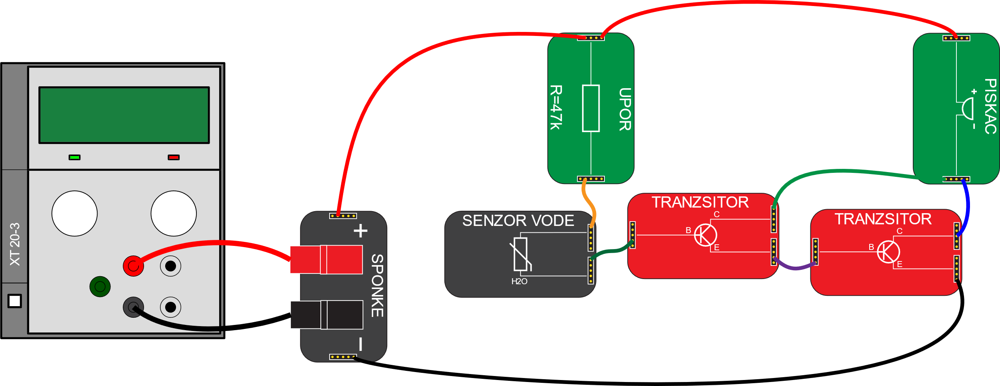 XT 20-3
+
SPONKE
-
SENZOR VODE
H2O
R=47K
UPOR
TRANZSITOR
C
B
E
TRANZSITOR
C
B
E
PISKAC
+
-